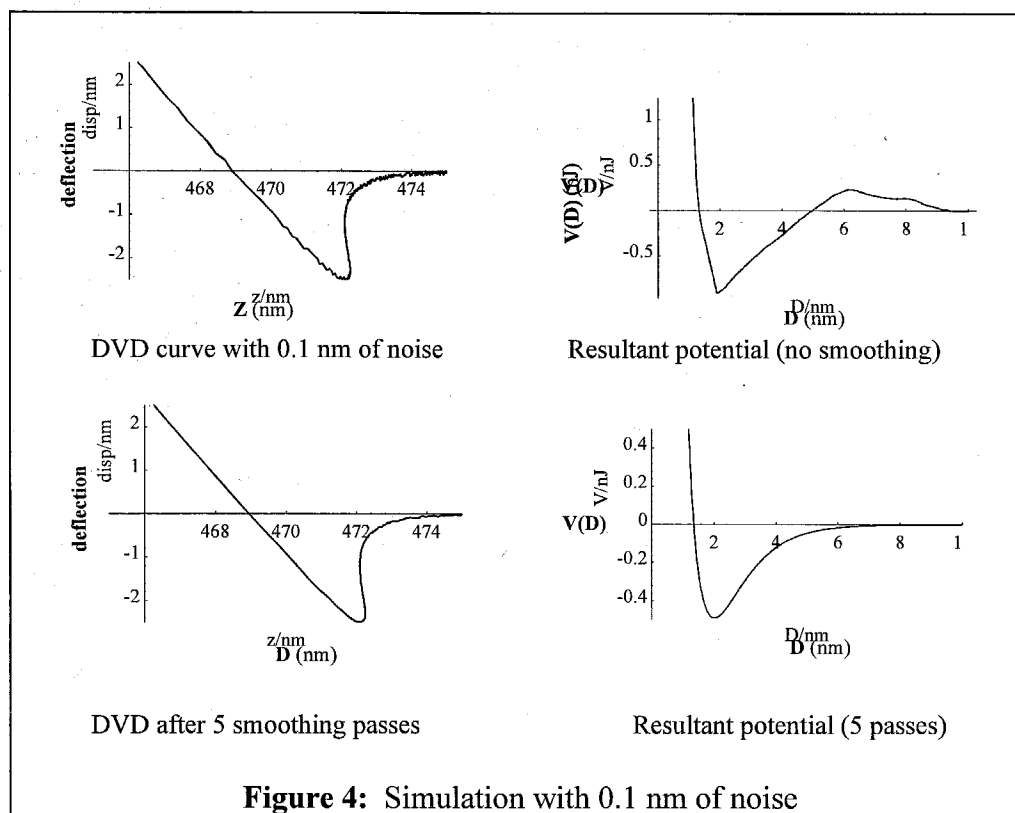 deflection
disp/nm
2
1
-1
-2
468 470 472 474
z/nm
Z (nm)
DVD curve with 0.1 nm of noise
V(D)
V/nJ
1
0.5
-0.5
2 4 6 8 1
D/nm
D (nm)
Resultant potential (no smoothing)
deflection
disp/nm
2
1
-1
-2
468 470 472 474
z/nm
D (nm)
DVD after 5 smoothing passes
V(D)
V/nJ
0.4
0.2
0
-0.2
-0.4
2 4 6 8 1
D/nm
D (nm)
Resultant potential (5 passes)
Figure 4: Simulation with 0.1 nm of noise